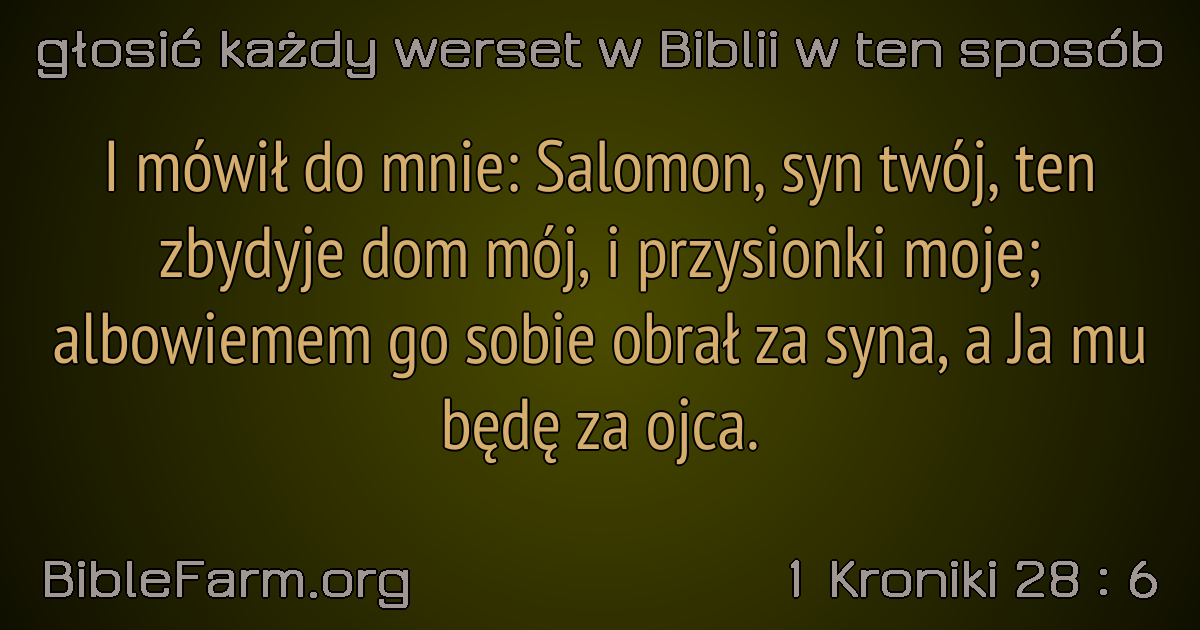 głosić każdy werset w Biblii w ten sposób
I mówił do mnie: Salomon, syn twój, ten
zbydyje dom mój, i przysionki moje;
albowiemem go sobie obrał za syna, a Ja mu
będę za ojca.
BibleFarm.org
1 Kroniki 28 : 6